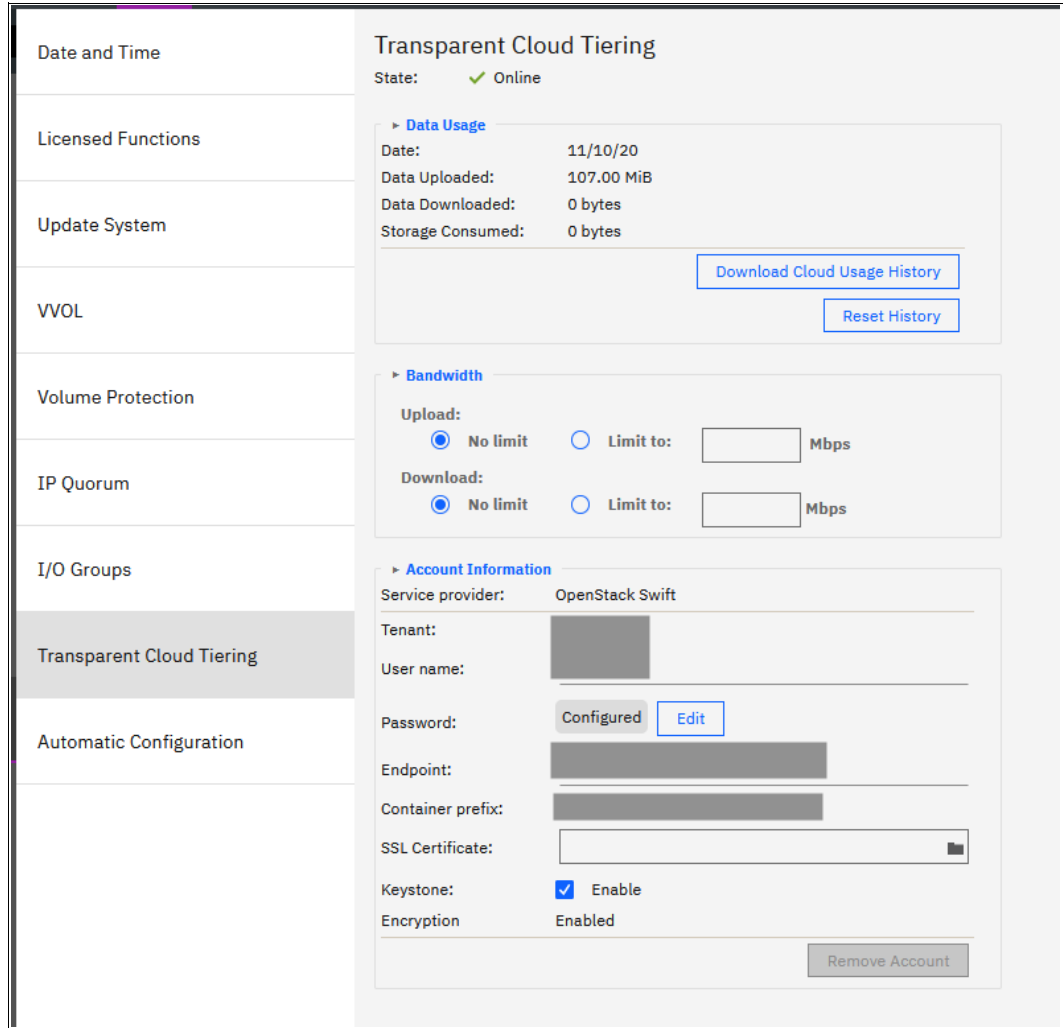 Date and Time
Licensed Functions
Update System
VVOL
Volume Protection
IP Quorum
I/O Groups
Transparent Cloud Tiering
Automatic Configuration
Transparent Cloud Tiering
State: Online
Data Usage
Date: 11/10/20
Data Uploaded: 107.00 MiB
Data Downloaded: 0 bytes
Storage Consumed: 0 bytes
Download Cloud Usage History
Reset History
Bandwidth
Upload:
No limit Limit to: Mbps
Download:
No limit Limit to: Mbps
Account Information
Service provider: OpenStack Swift
Tenant:
User name:
Password: Configured Edit
Endpoint:
Container prefix:
SSL Certificate:
Keystone: Enable
Encryption Enabled
Remove Account